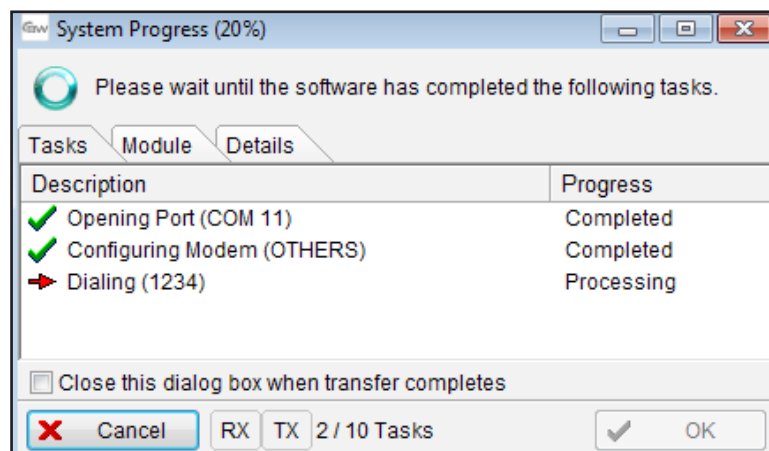 System Progress (20%)
Please wait until the software has completed the following tasks.
Tasks Module Details
Description Progress
Opening Port (COM 11) Completed
Configuring Modem (OTHERS) Completed
Dialing (1234) Processing
Close this dialog box when transfer completes
Cancel RX TX 2 / 10 Tasks OK